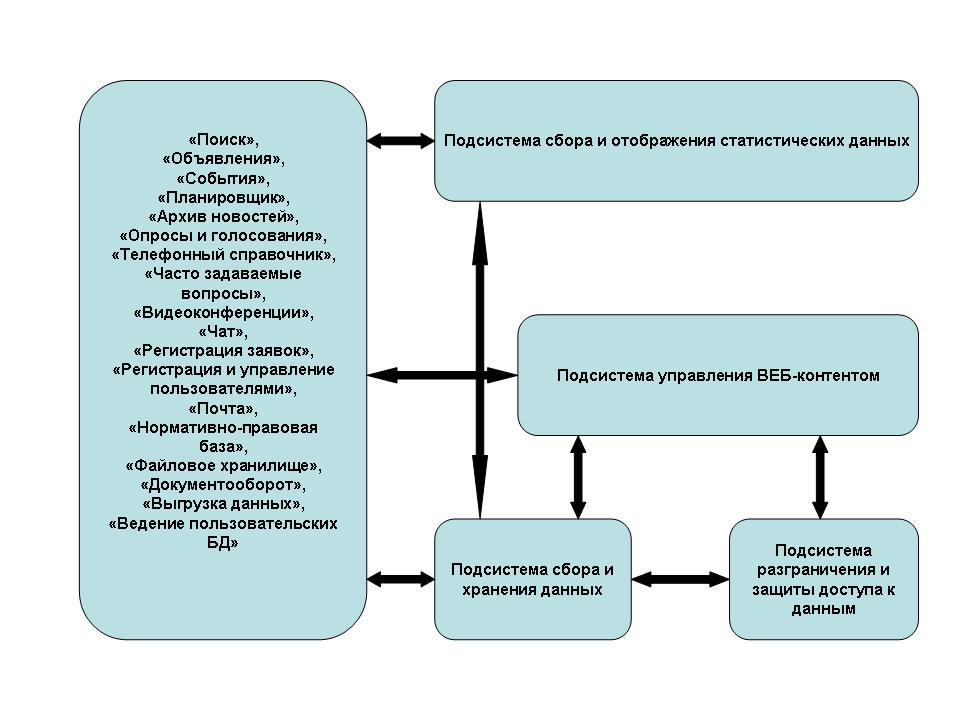 «Поиск»,
«Объявления»,
«События»,
«Планировщик»,
«Архив новостей»,
«Опросы и голосования»,
«Телефонный справочник»,
«Часто задаваемые
вопросы»,
«Видеоконференции»,
«Чат»,
«Регистрация заявок»,
«Регистрация и управление
пользователями»,
«Почта»,
«Нормативно-правовая
база»,
«Файловое хранилище»,
«Документооборот»,
«Выгрузка данных»,
«Ведение пользовательских
БД»
Подсистема сбора и отображения статистических данных
Подсистема управления ВЕБ-контентом
Подсистема сбора и
хранения данных
Подсистема
разграничения и
защиты доступа к
данным